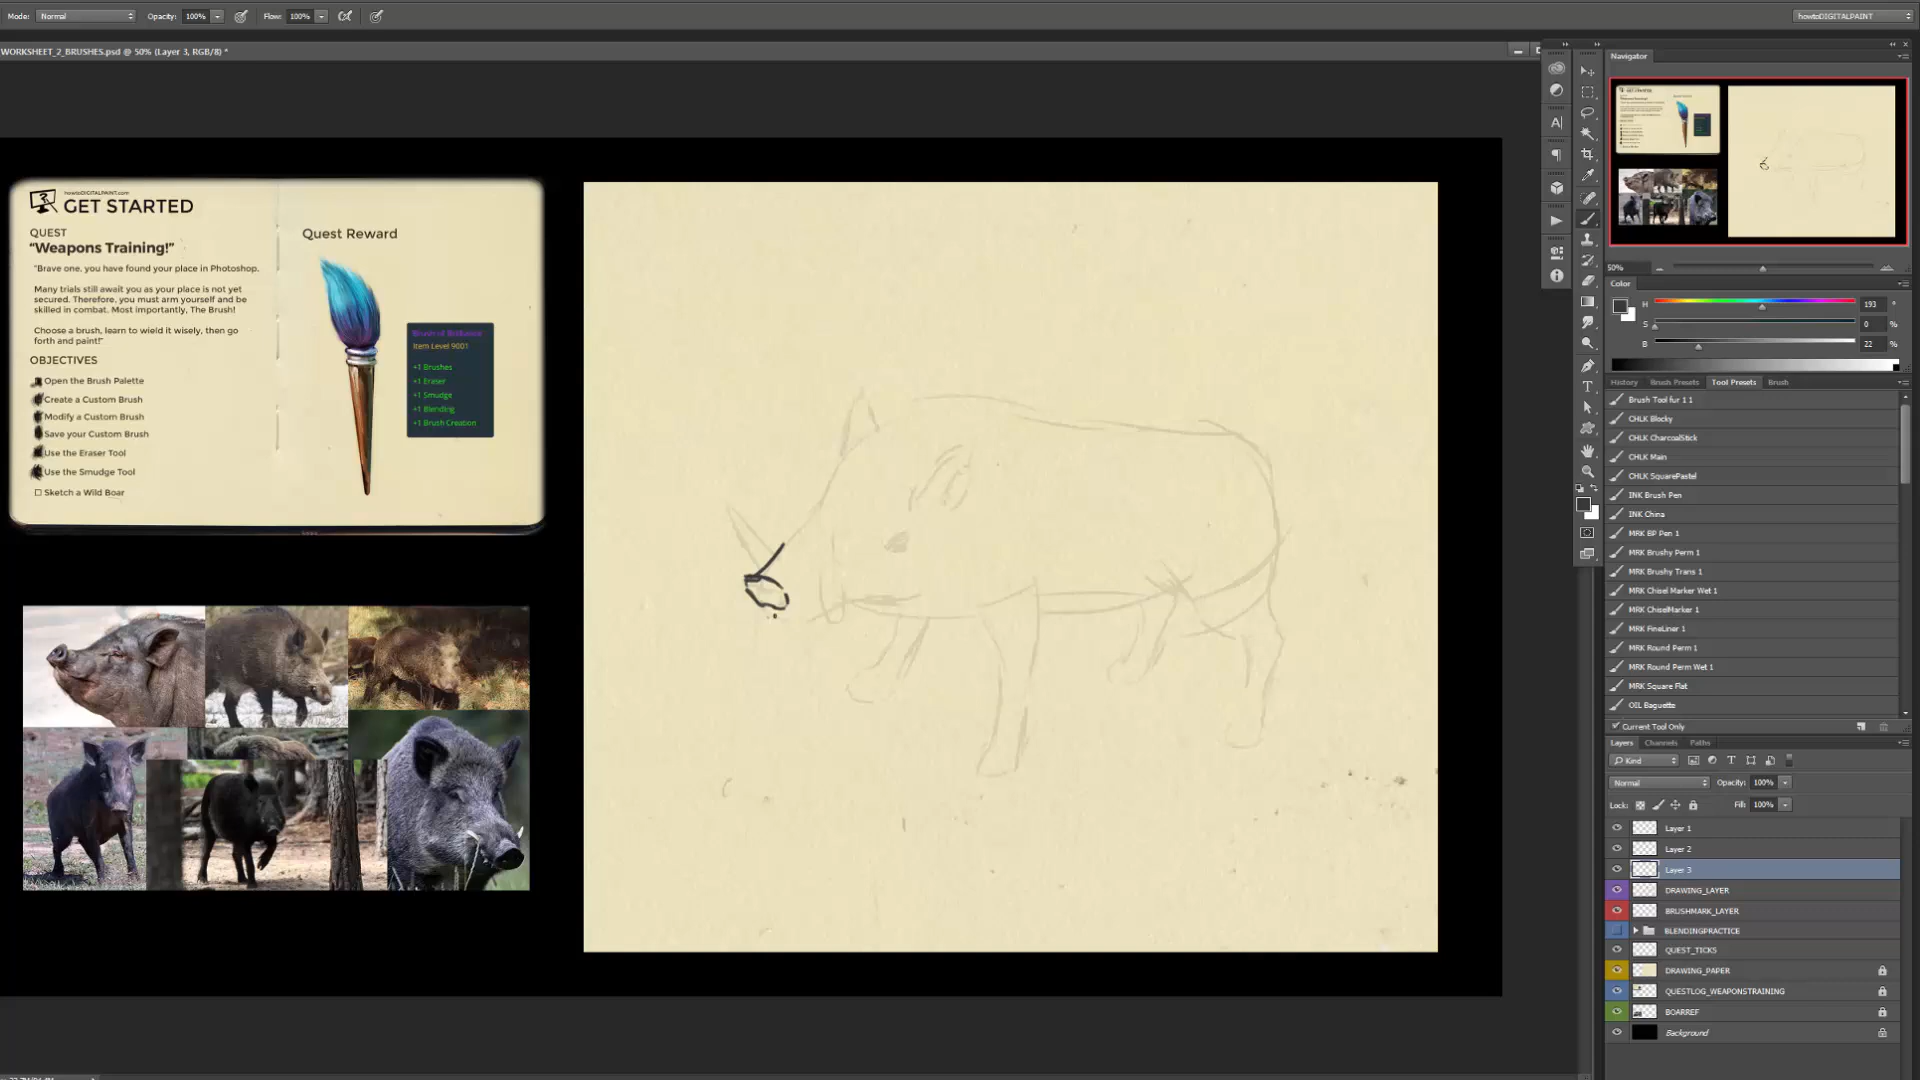 Mode: Normal Opacity: 100% Flow: 100% howtoDIGITALPAINT
WORKSHEET_2_BRUSHES.psd @ 50% (Layer 3, RGB/8) *
howtoDIGITALPAINT.com
GET STARTED
QUEST
"Weapons Training!"
"Brave one, you have found your place in Photoshop.
Many trials still await you as your place is not yet
secured. Therefore, you must arm yourself and be
skilled in combat. Most importantly, The Brush!
Choose a brush, learn to wield it wisely, then go
forth and paint!"
OBJECTIVES
Open the Brush Palette
Create a Custom Brush
Modify a Custom Brush
Save your Custom Brush
Use the Eraser Tool
Use the Smudge Tool
Sketch a Wild Boar
Quest Reward
Brush of Brilliance
Item Level 9001
+1 Brushes
+1 Eraser
+1 Smudge
+1 Blending
+1 Brush Creation
Navigator
50%
Color
H 193 °
S 0 %
B 22 %
History Brush Presets Tool Presets Brush
Brush Tool fur 1 1
CHLK Blocky
CHLK CharcoalStick
CHLK Main
CHLK SquarePastel
INK Brush Pen
INK China
MRK BP Pen 1
MRK Brushy Perm 1
MRK Brushy Trans 1
MRK Chisel Marker Wet 1
MRK ChiselMarker 1
MRK FineLiner 1
MRK Round Perm 1
MRK Round Perm Wet 1
MRK Square Flat
OIL Baguette
Current Tool Only
Layers Channels Paths
Kind
Normal Opacity: 100%
Lock: Fill: 100%
Layer 1
Layer 2
Layer 3
DRAWING_LAYER
BRUSHMARK_LAYER
BLENDINGPRACTICE
QUEST_TICKS
DRAWING_PAPER
QUESTLOG_WEAPONSTRAINING
BOARREF
Background